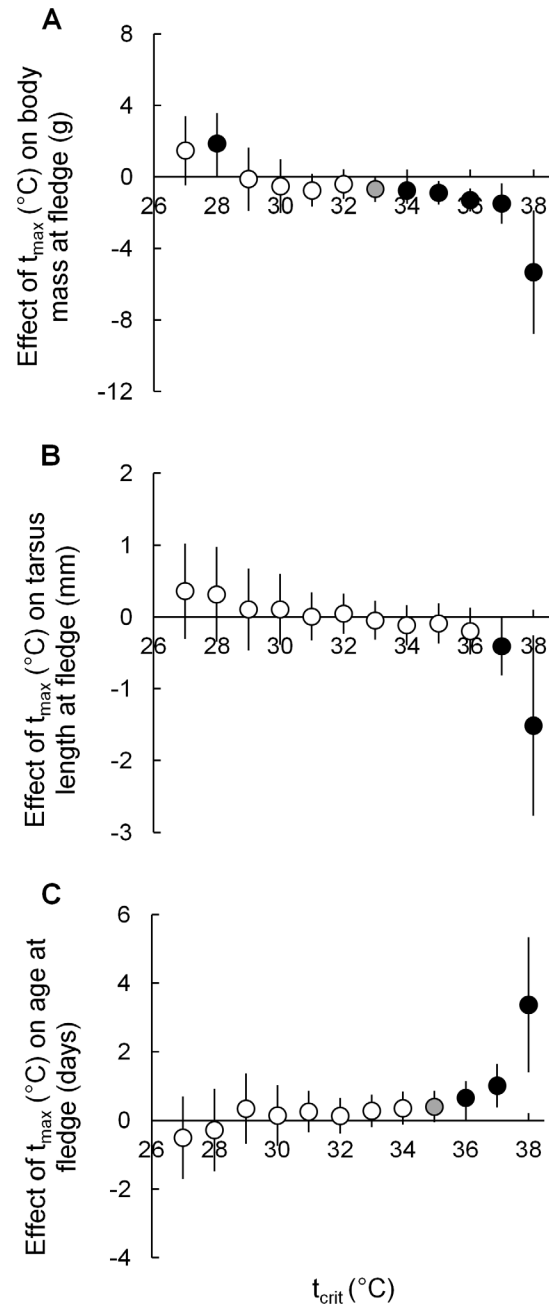 A
Effect of tmax (°C) on body
mass at fledge (g)
8
4
0
-4
-8
-12
26 28 30 32 34 36 38
B
Effect of tmax (°C) on tarsus
length at fledge (mm)
2
1
0
-1
-2
-3
26 28 30 32 34 36 38
C
Effect of tmax (°C) on age at
fledge (days)
6
4
2
0
-2
-4
26 28 30 32 34 36 38
tcrit (°C)